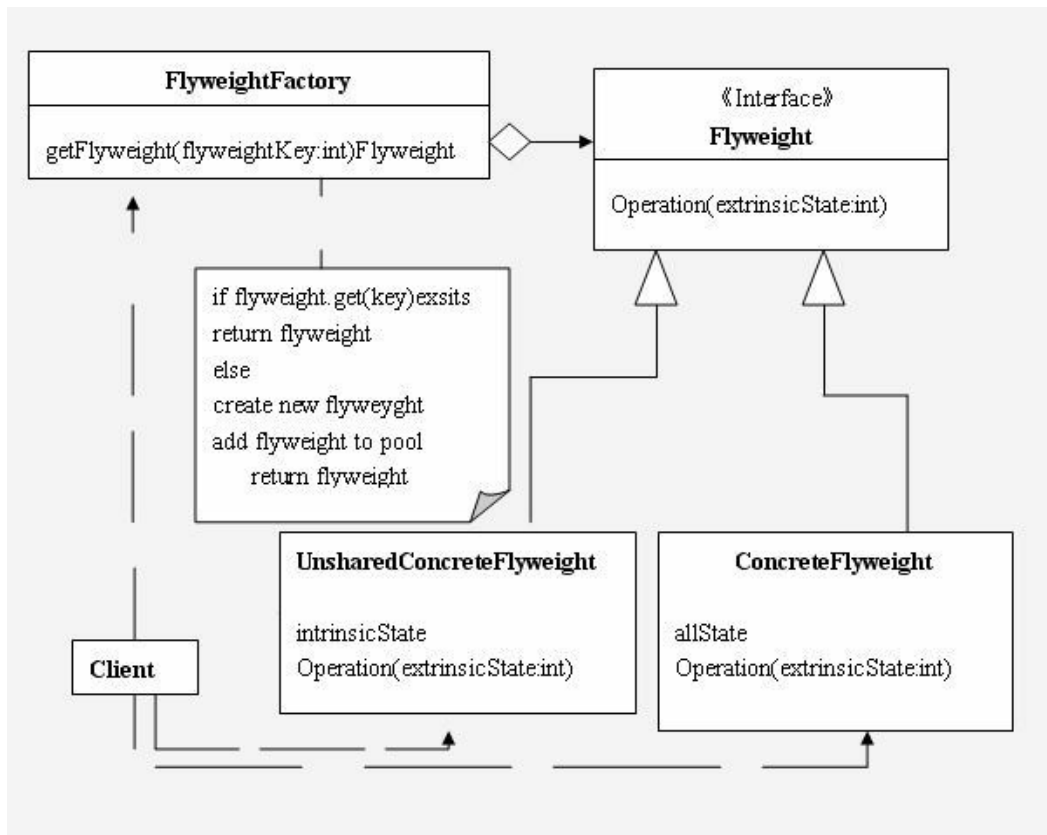 FlyweightFactory
getFlyweight(flyweightKey:int)Flyweight
《Interface》
Flyweight
Operation(extrinsicState:int)
if flyweight.get(key)exsits
return flyweight
else
create new flyweyght
add flyweight to pool
return flyweight
UnsharedConcreteFlyweight
intrinsicState
Operation(extrinsicState:int)
ConcreteFlyweight
allState
Operation(extrinsicState:int)
Client